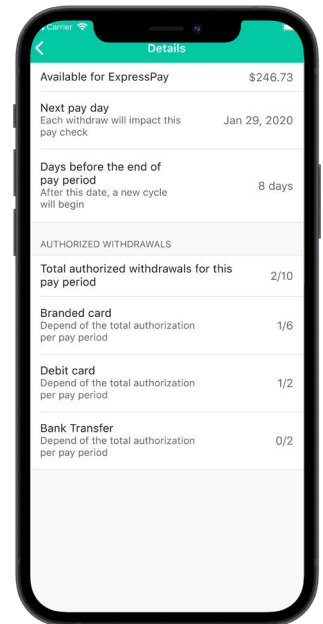 Carrier
Details
Available for ExpressPay $246.73
Next pay day
Each withdraw will impact this
pay check
Jan 29, 2020
Days before the end of
pay period
After this date, a new cycle
will begin
8 days
AUTHORIZED WITHDRAWALS
Total authorized withdrawals for this
pay period
2/10
Branded card
Depend of the total authorization
per pay period
1/6
Debit card
Depend of the total authorization
per pay period
1/2
Bank Transfer
Depend of the total authorization
per pay period
0/2